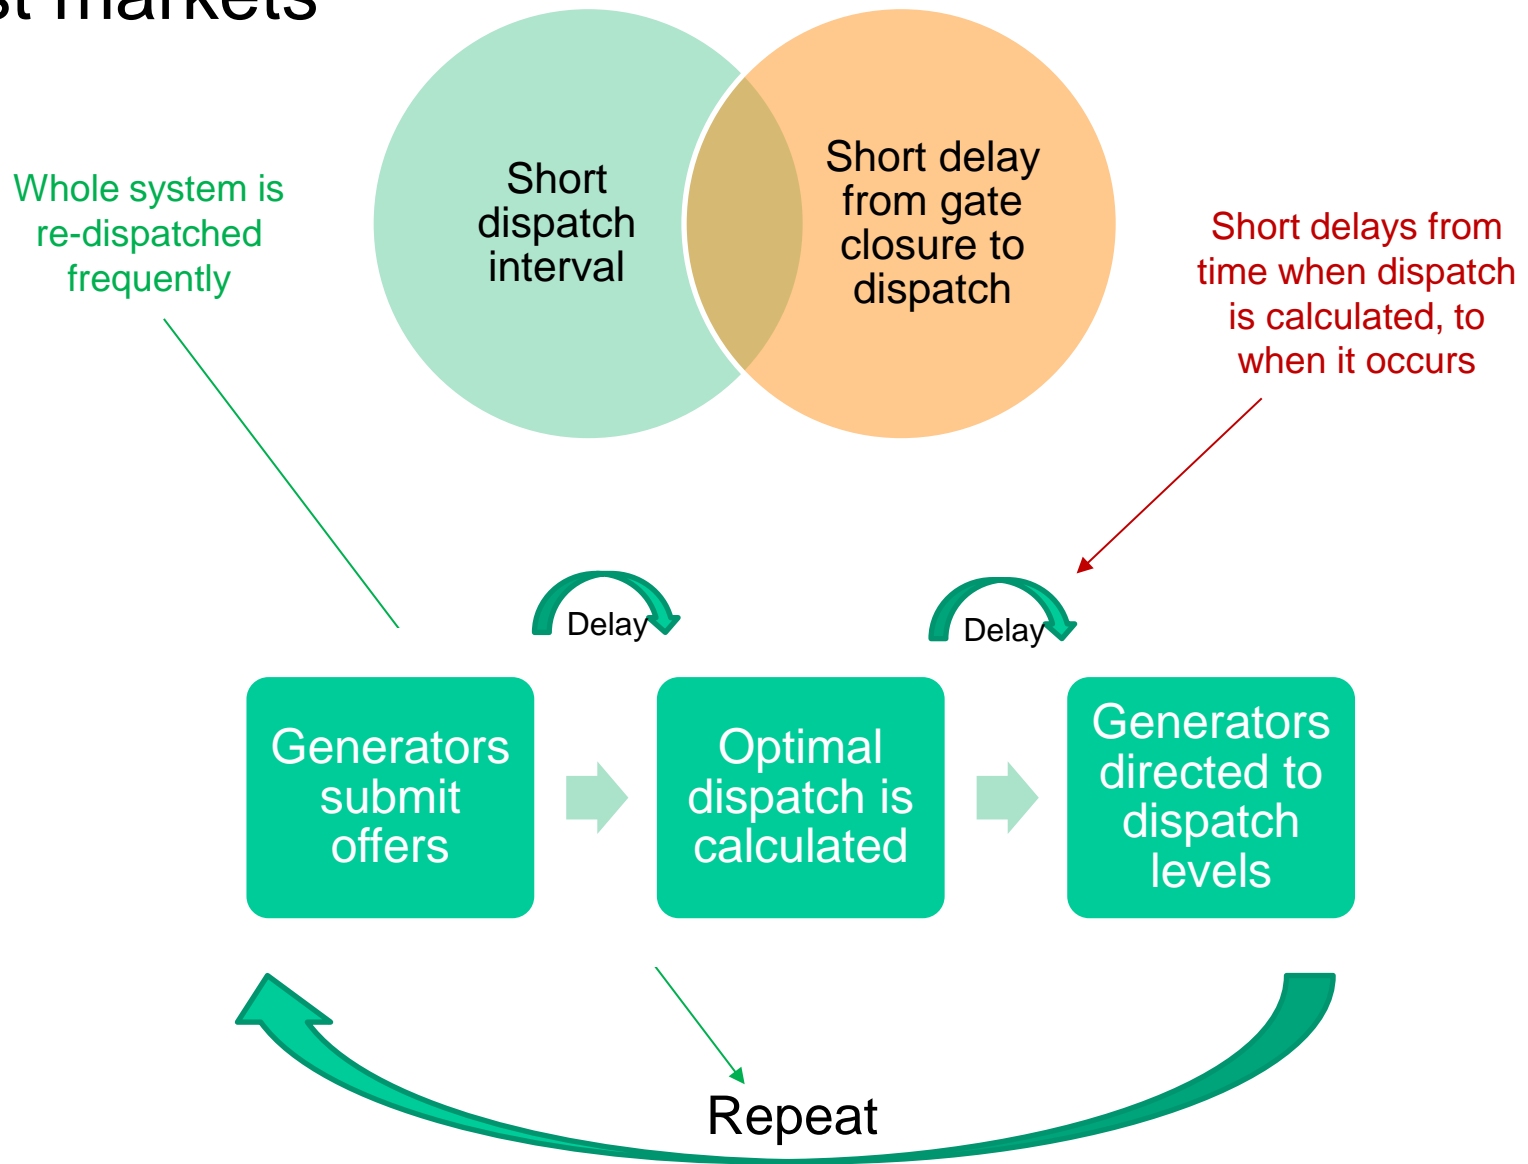 markets
Short
dispatch
interval
Short delay
from gate
closure to
dispatch
Whole system is
re-dispatched
frequently
Short delays from
time when dispatch
is calculated, to
when it occurs
Delay
Delay
Generators
submit
offers
Optimal
dispatch is
calculated
Generators
directed to
dispatch
levels
Repeat